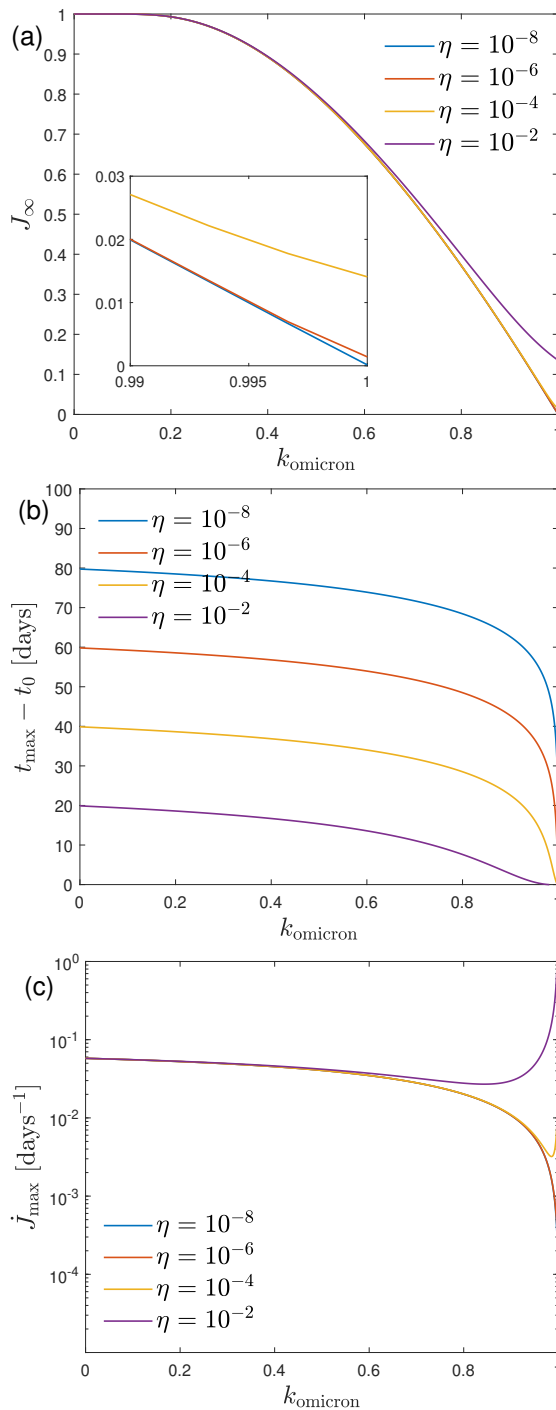 (a)
1
0.9
0.8
0.7
0.6
0.5
0.4
0.3
0.2
0.1
0
J∞
η = 10⁻⁸
η = 10⁻⁶
η = 10⁻⁴
η = 10⁻²
0.03
0.02
0.01
0
0.99 0.995 1
0 0.2 0.4 0.6 0.8 1
k_omicron
(b)
100
90
80
70
60
50
40
30
20
10
0
t_max − t₀ [days]
η = 10⁻⁸
η = 10⁻⁶
η = 10⁻⁴
η = 10⁻²
0 0.2 0.4 0.6 0.8 1
k_omicron
(c)
10⁰
10⁻¹
10⁻²
10⁻³
10⁻⁴
J̇_max [days⁻¹]
η = 10⁻⁸
η = 10⁻⁶
η = 10⁻⁴
η = 10⁻²
0 0.2 0.4 0.6 0.8 1
k_omicron